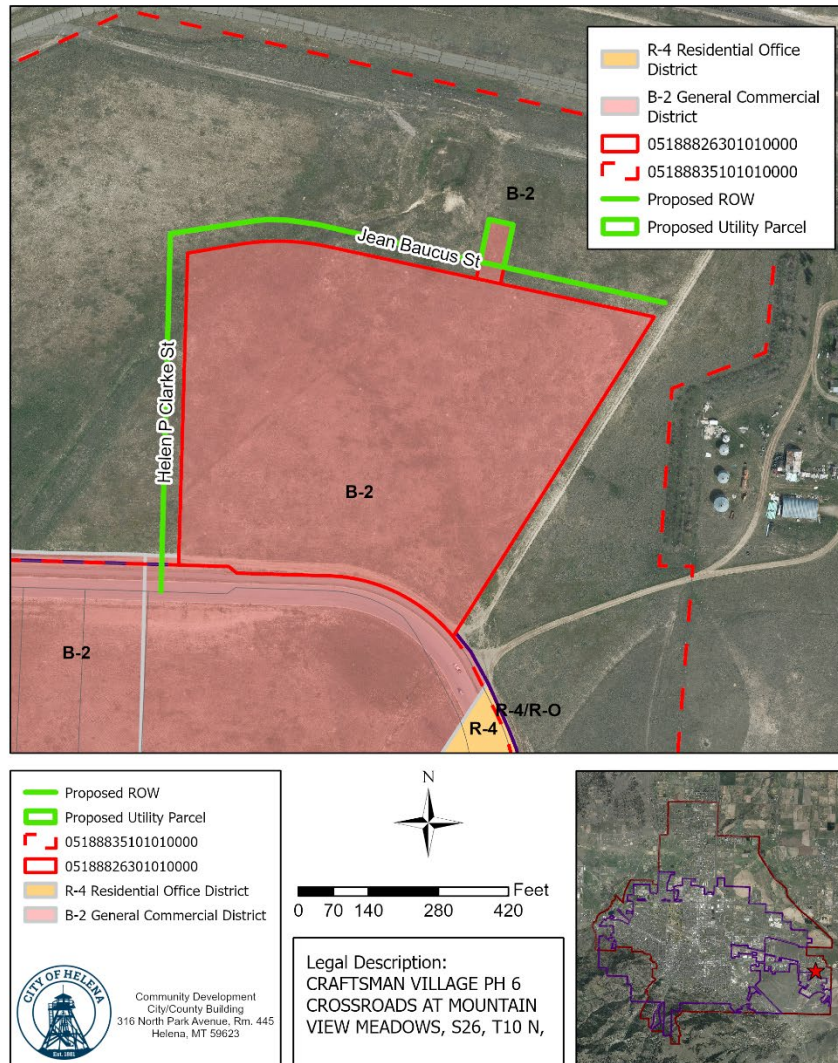 R-4 Residential Office
District
B-2 General Commercial
District
05188826301010000
05188835101010000
Proposed ROW
Proposed Utility Parcel
B-2
Jean Baucus St
Helen P Clarke St
B-2
B-2
R-4/R-O
R-4
Proposed ROW
Proposed Utility Parcel
05188835101010000
05188826301010000
R-4 Residential Office District
B-2 General Commercial District
CITY OF HELENA
Est. 1881
Community Development
City/County Building
316 North Park Avenue, Rm. 445
Helena, MT 59623
N
Feet
0 70 140 280 420
Legal Description:
CRAFTSMAN VILLAGE PH 6
CROSSROADS AT MOUNTAIN
VIEW MEADOWS, S26, T10 N,